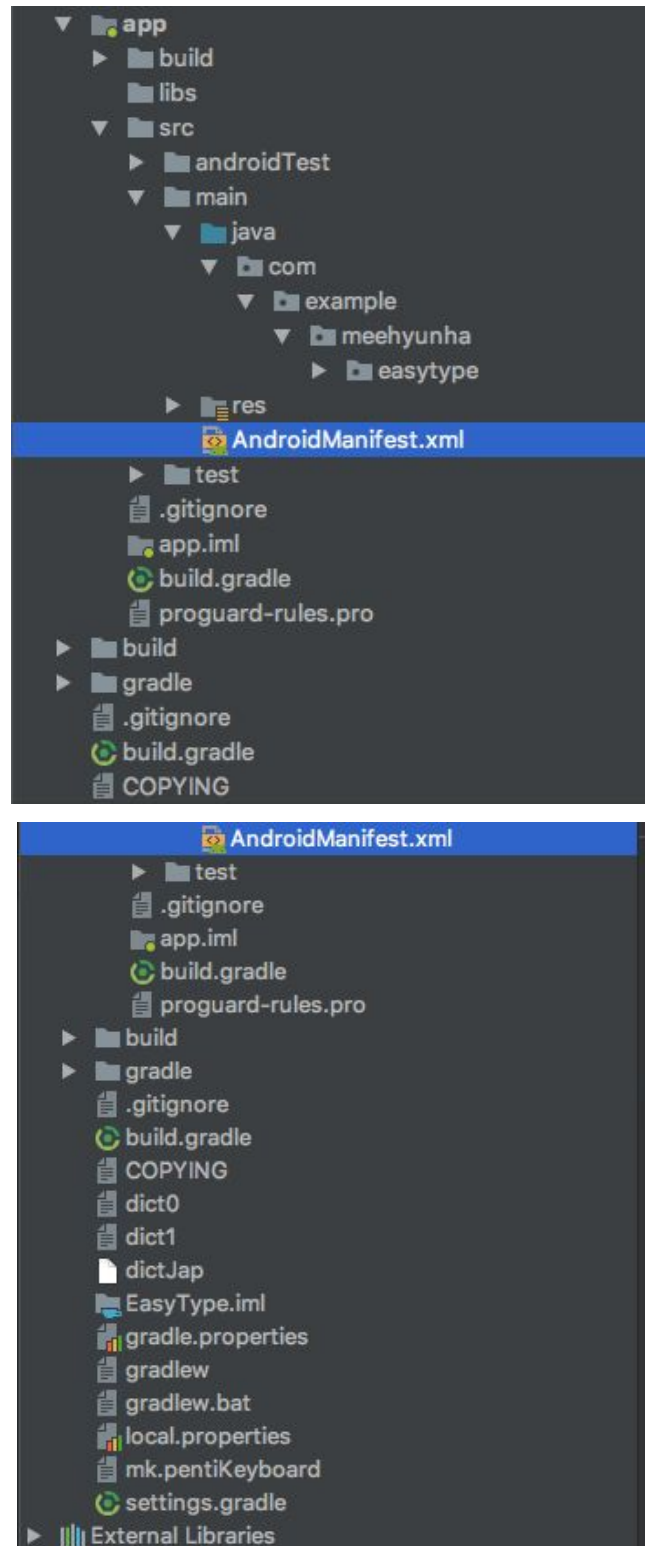 app
build
libs
src
androidTest
main
java
com
example
meehyunha
easytype
res
AndroidManifest.xml
test
.gitignore
app.iml
build.gradle
proguard-rules.pro
build
gradle
.gitignore
build.gradle
COPYING
AndroidManifest.xml
test
.gitignore
app.iml
build.gradle
proguard-rules.pro
build
gradle
.gitignore
build.gradle
COPYING
dict0
dict1
dictJap
EasyType.iml
gradle.properties
gradlew
gradlew.bat
local.properties
mk.pentiKeyboard
settings.gradle
External Libraries